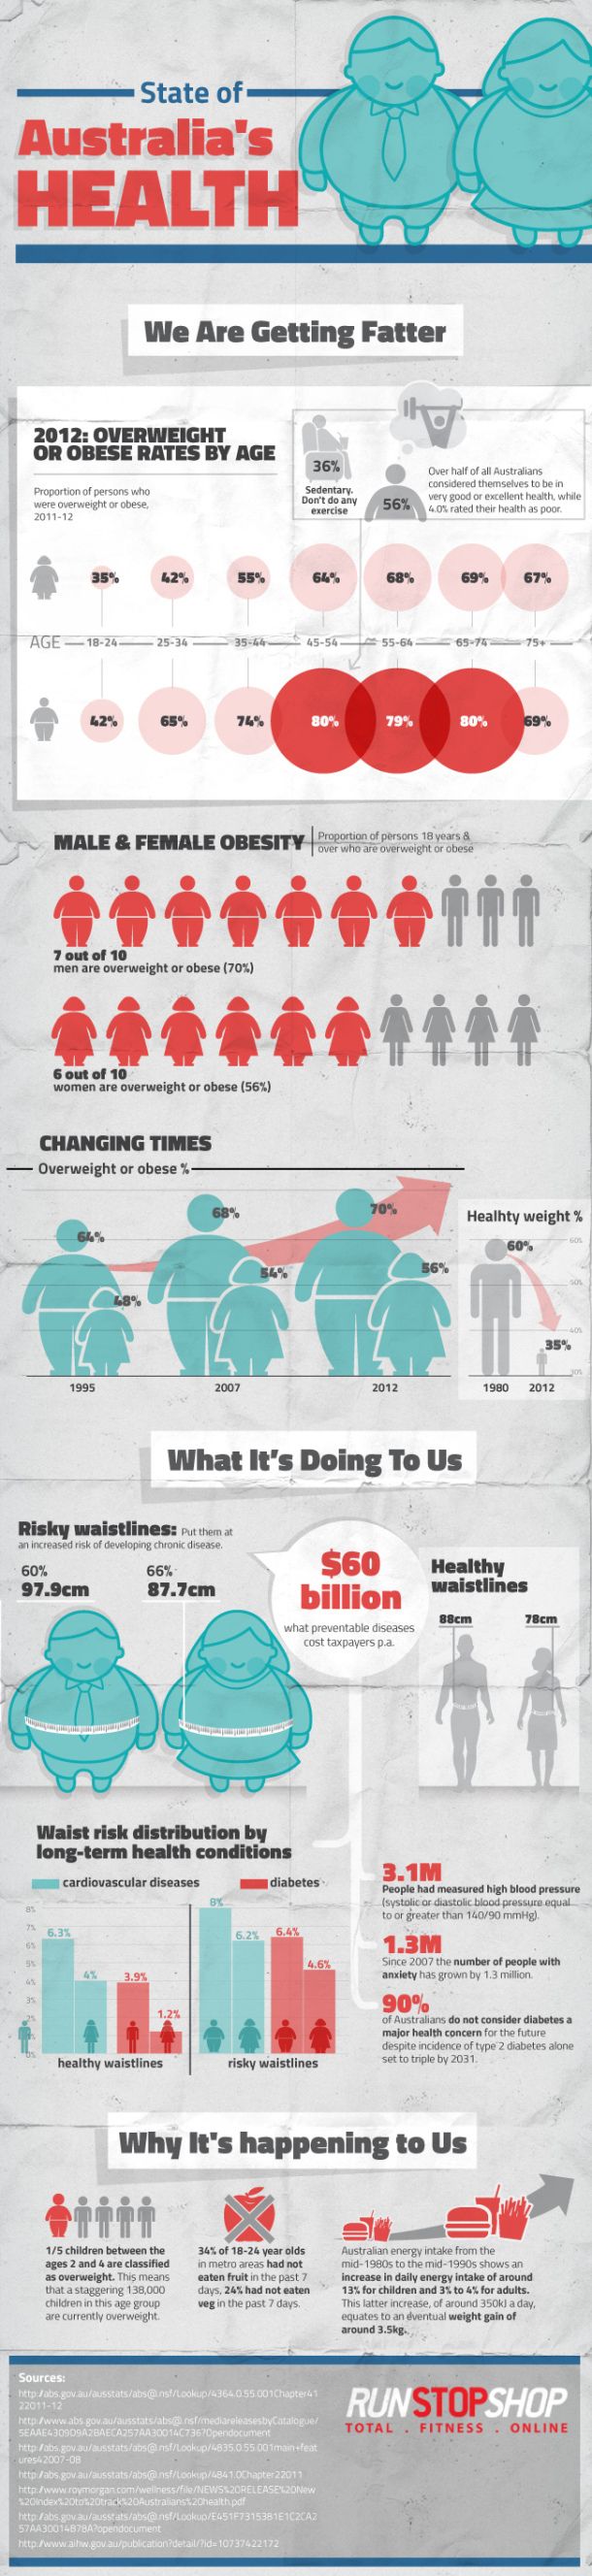 State of
Australia's
HEALTH
We Are Getting Fatter
2012: OVERWEIGHT
OR OBESE RATES BY AGE
Proportion of persons who
were overweight or obese,
2011-12
36%
Sedentary.
Don't do any
exercise
56%
Over half of all Australians
considered themselves to be in
very good or excellent health, while
4.0% rated their health as poor.
35% 42% 55% 64% 68% 69% 67%
AGE 18-24 25-34 35-44 45-54 55-64 65-74 75+
42% 65% 74% 80% 79% 80% 69%
MALE & FEMALE OBESITY
Proportion of persons 18 years &
over who are overweight or obese
7 out of 10
men are overweight or obese (70%)
6 out of 10
women are overweight or obese (56%)
CHANGING TIMES
Overweight or obese %
64% 48% 68% 54% 70% 56%
1995 2007 2012
Healhty weight %
60%
35%
60%
50%
40%
30%
1980 2012
What It's Doing To Us
Risky waistlines: Put them at
an increased risk of developing chronic disease.
60%
97.9cm
66%
87.7cm
$60
billion
what preventable diseases
cost taxpayers p.a.
Healthy
waistlines
88cm 78cm
Waist risk distribution by
long-term health conditions
cardiovascular diseases diabetes
8%
7%
6%
5%
4%
3%
2%
0%
6.3% 4% 3.9% 1.2%
8% 6.2% 6.4% 4.6%
healthy waistlines risky waistlines
3.1M
People had measured high blood pressure
(systolic or diastolic blood pressure equal
to or greater than 140/90 mmHg).
1.3M
Since 2007 the number of people with
anxiety has grown by 1.3 million.
90%
of Australians do not consider diabetes a
major health concern for the future
despite incidence of type 2 diabetes alone
set to triple by 2031.
Why It's happening to Us
1/5 children between the
ages 2 and 4 are classified
as overweight. This means
that a staggering 138,000
children in this age group
are currently overweight.
34% of 18-24 year olds
in metro areas had not
eaten fruit in the past 7
days, 24% had not eaten
veg in the past 7 days.
Australian energy intake from the
mid-1980s to the mid-1990s shows an
increase in daily energy intake of around
13% for children and 3% to 4% for adults.
This latter increase, of around 350kJ a day,
equates to an eventual weight gain of
around 3.5kg.
Sources:
http://abs.gov.au/ausstats/abs@.nsf/Lookup/4364.0.55.001Chapter41
22011-12
http://www.abs.gov.au/ausstats/abs@.nsf/mediareleasesbyCatalogue/
5EAAE4309D9A2BAECA257AA30014C736?Opendocument
http://abs.gov.au/ausstats/abs@.nsf/Lookup/4835.0.55.001main+feat
ures42007-08
http://abs.gov.au/ausstats/abs@.nsf/Lookup/4841.0Chapter22011
http://www.roymorgan.com/wellness/file/NEWS%20RELEASE%20New
%20Index%20to%20track%20Australians%20health.pdf
http://abs.gov.au/ausstats/abs@.nsf/Lookup/E451F7315381E1C2CA2
57AA30014B78A?opendocument
http://www.aihw.gov.au/publication?detail/?id=10737422172
RUNSTOPSHOP
TOTAL . FITNESS . ONLINE